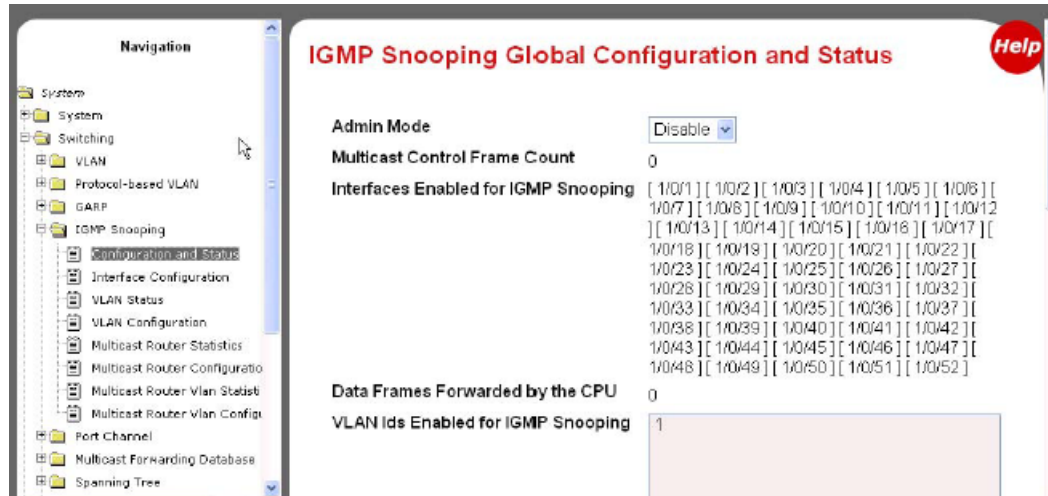 Navigation
System
System
Switching
VLAN
Protocol-based VLAN
GARP
IGMP Snooping
Configuration and Status
Interface Configuration
VLAN Status
VLAN Configuration
Multicast Router Statistics
Multicast Router Configuratio
Multicast Router Vlan Statisti
Multicast Router Vlan Configu
Port Channel
Multicast Forwarding Database
Spanning Tree
IGMP Snooping Global Configuration and Status
Help
Admin Mode
Disable
Multicast Control Frame Count
0
Interfaces Enabled for IGMP Snooping
[ 1/0/1 ] [ 1/0/2 ] [ 1/0/3 ] [ 1/0/4 ] [ 1/0/5 ] [ 1/0/6 ] [
1/0/7 ] [ 1/0/8 ] [ 1/0/9 ] [ 1/0/10 ] [ 1/0/11 ] [ 1/0/12
] [ 1/0/13 ] [ 1/0/14 ] [ 1/0/15 ] [ 1/0/16 ] [ 1/0/17 ] [
1/0/18 ] [ 1/0/19 ] [ 1/0/20 ] [ 1/0/21 ] [ 1/0/22 ] [
1/0/23 ] [ 1/0/24 ] [ 1/0/25 ] [ 1/0/26 ] [ 1/0/27 ] [
1/0/28 ] [ 1/0/29 ] [ 1/0/30 ] [ 1/0/31 ] [ 1/0/32 ] [
1/0/33 ] [ 1/0/34 ] [ 1/0/35 ] [ 1/0/36 ] [ 1/0/37 ] [
1/0/38 ] [ 1/0/39 ] [ 1/0/40 ] [ 1/0/41 ] [ 1/0/42 ] [
1/0/43 ] [ 1/0/44 ] [ 1/0/45 ] [ 1/0/46 ] [ 1/0/47 ] [
1/0/48 ] [ 1/0/49 ] [ 1/0/50 ] [ 1/0/51 ] [ 1/0/52 ]
Data Frames Forwarded by the CPU
0
VLAN Ids Enabled for IGMP Snooping
1